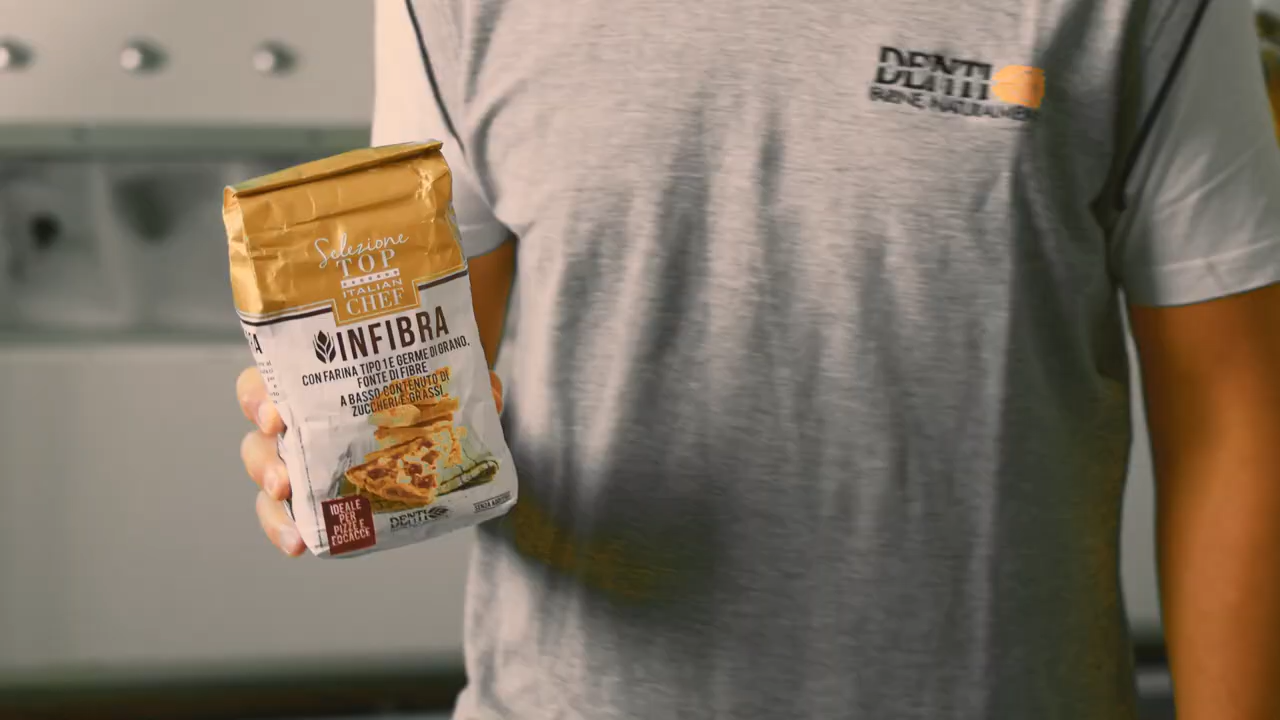 DENTI
Selezione
TOP
ITALIAN
CHEF
INFIBRA
CON FARINA TIPO 1 E GERME DI GRANO.
FONTE DI FIBRE
A BASSO CONTENUTO DI
ZUCCHERI E GRASSI.
IDEALE
PER
PIZZE E
FOCACCE
DENTI